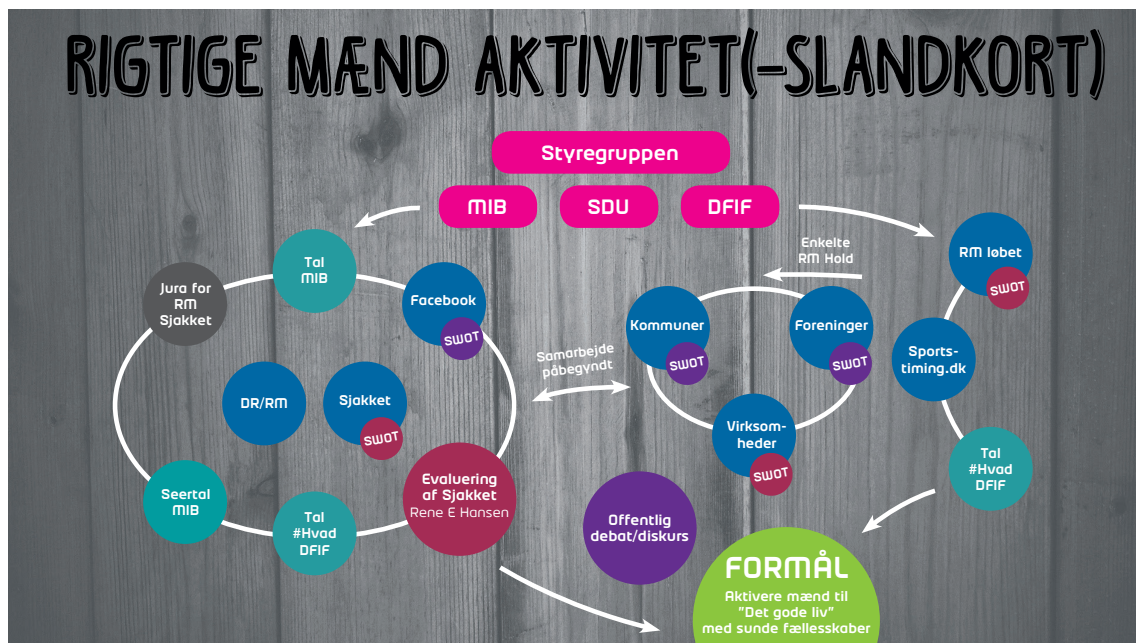 RIGTIGE MÆND AKTIVITET(-SLANDKORT)
Styregruppen
MIB
SDU
DFIF
Tal
MIB
Jura for
RM
Sjakket
Facebook
SWOT
DR/RM
Sjakket
SWOT
Seertal
MIB
Tal
#Hvad
DFIF
Evaluering
af Sjakket
Rene E Hansen
Samarbejde
påbegyndt
Enkelte
RM Hold
Kommuner
SWOT
Foreninger
SWOT
Virksom-
heder
SWOT
RM løbet
SWOT
Sports-
timing.dk
Tal
#Hvad
DFIF
Offentlig
debat/diskurs
FORMÅL
Aktivere mænd til
"Det gode liv"
med sunde fællesskaber